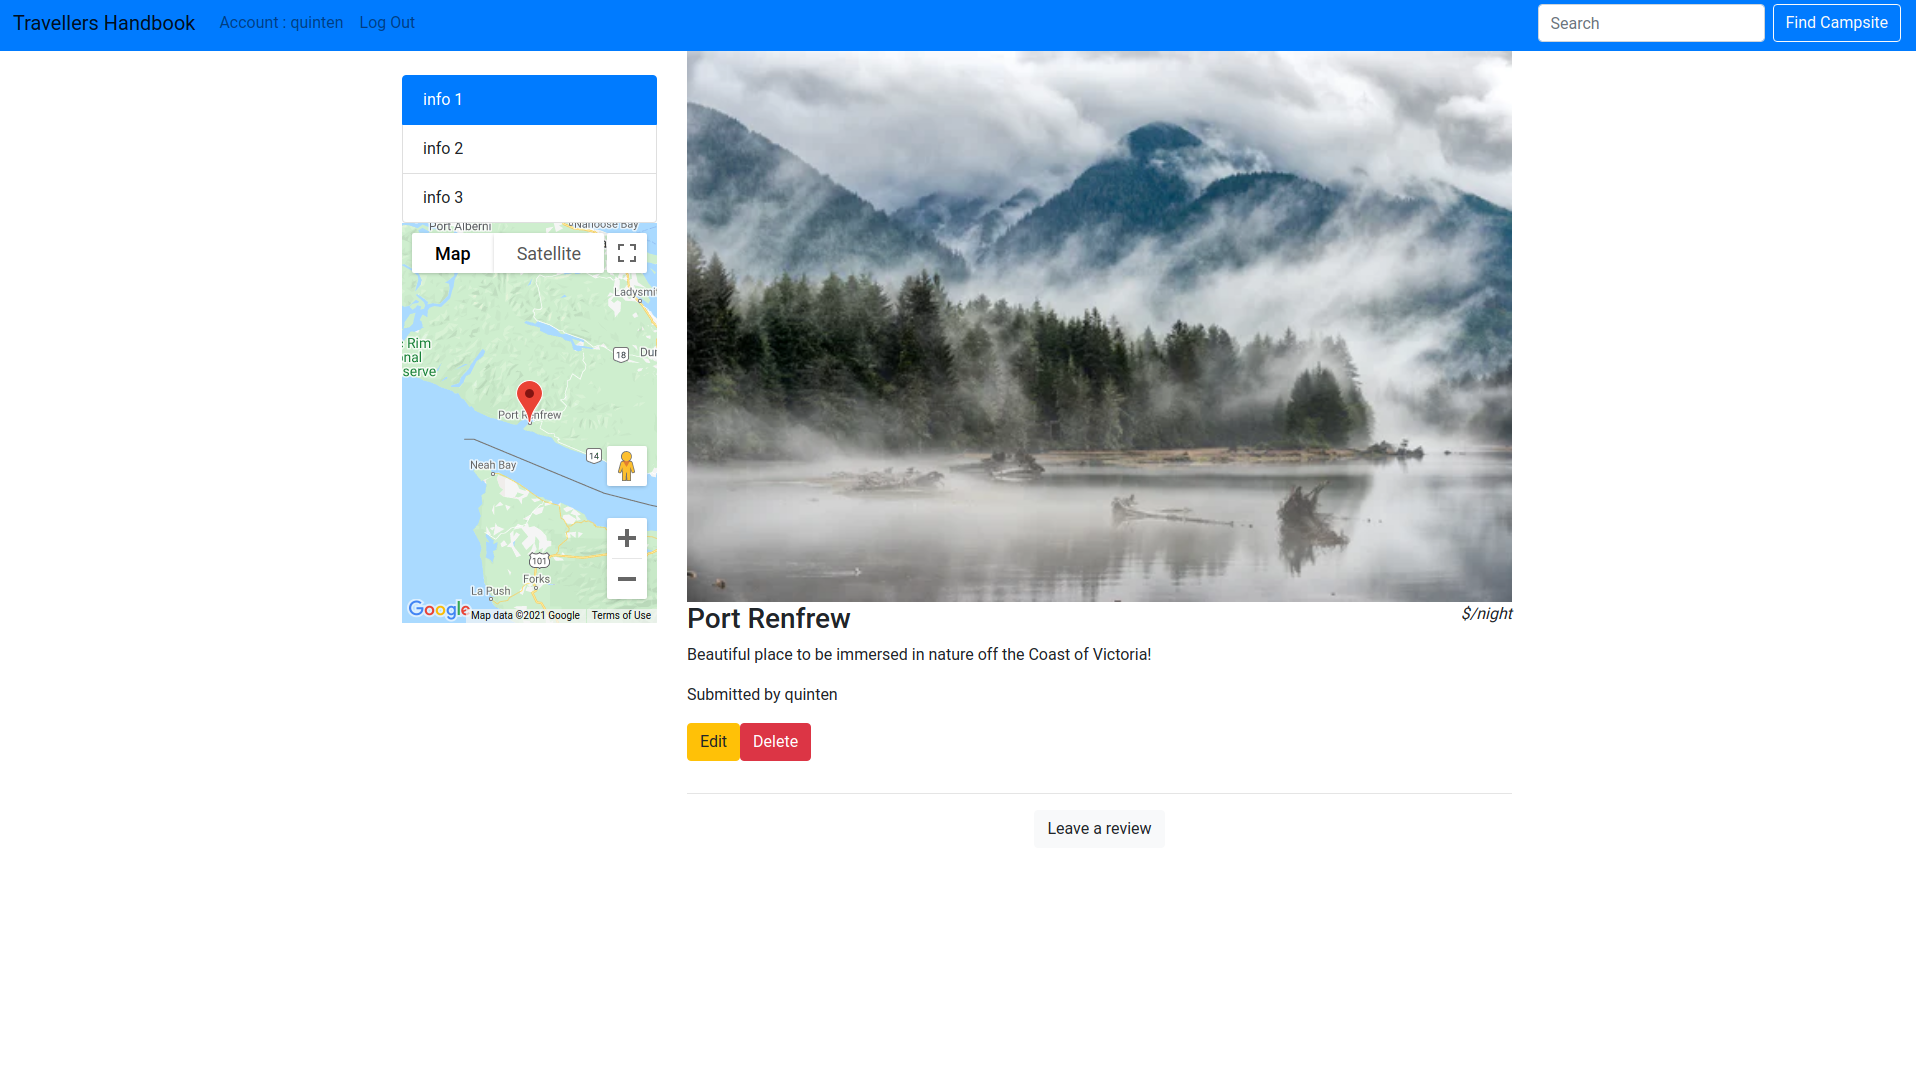 Travellers Handbook Account : quinten Log Out Search Find Campsite
info 1
info 2
info 3
Port Alberni Nanoose Bay
Map Satellite
Ladysmi
Rim
nal
serve
18 Dur
Port Renfrew
14
Neah Bay
101
Forks
La Push
Google Map data ©2021 Google Terms of Use
Port Renfrew $/night
Beautiful place to be immersed in nature off the Coast of Victoria!
Submitted by quinten
Edit Delete
Leave a review